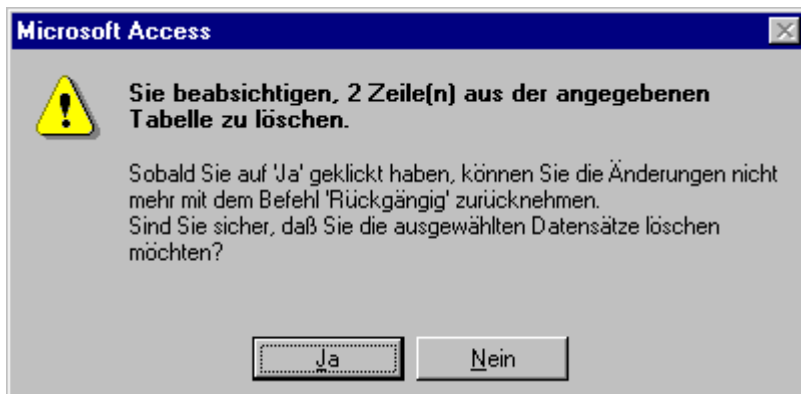 Microsoft Access
Sie beabsichtigen, 2 Zeile(n) aus der angegebenen
Tabelle zu löschen.
Sobald Sie auf 'Ja' geklickt haben, können Sie die Änderungen nicht
mehr mit dem Befehl 'Rückgängig' zurücknehmen.
Sind Sie sicher, daß Sie die ausgewählten Datensätze löschen
möchten?
Ja
Nein